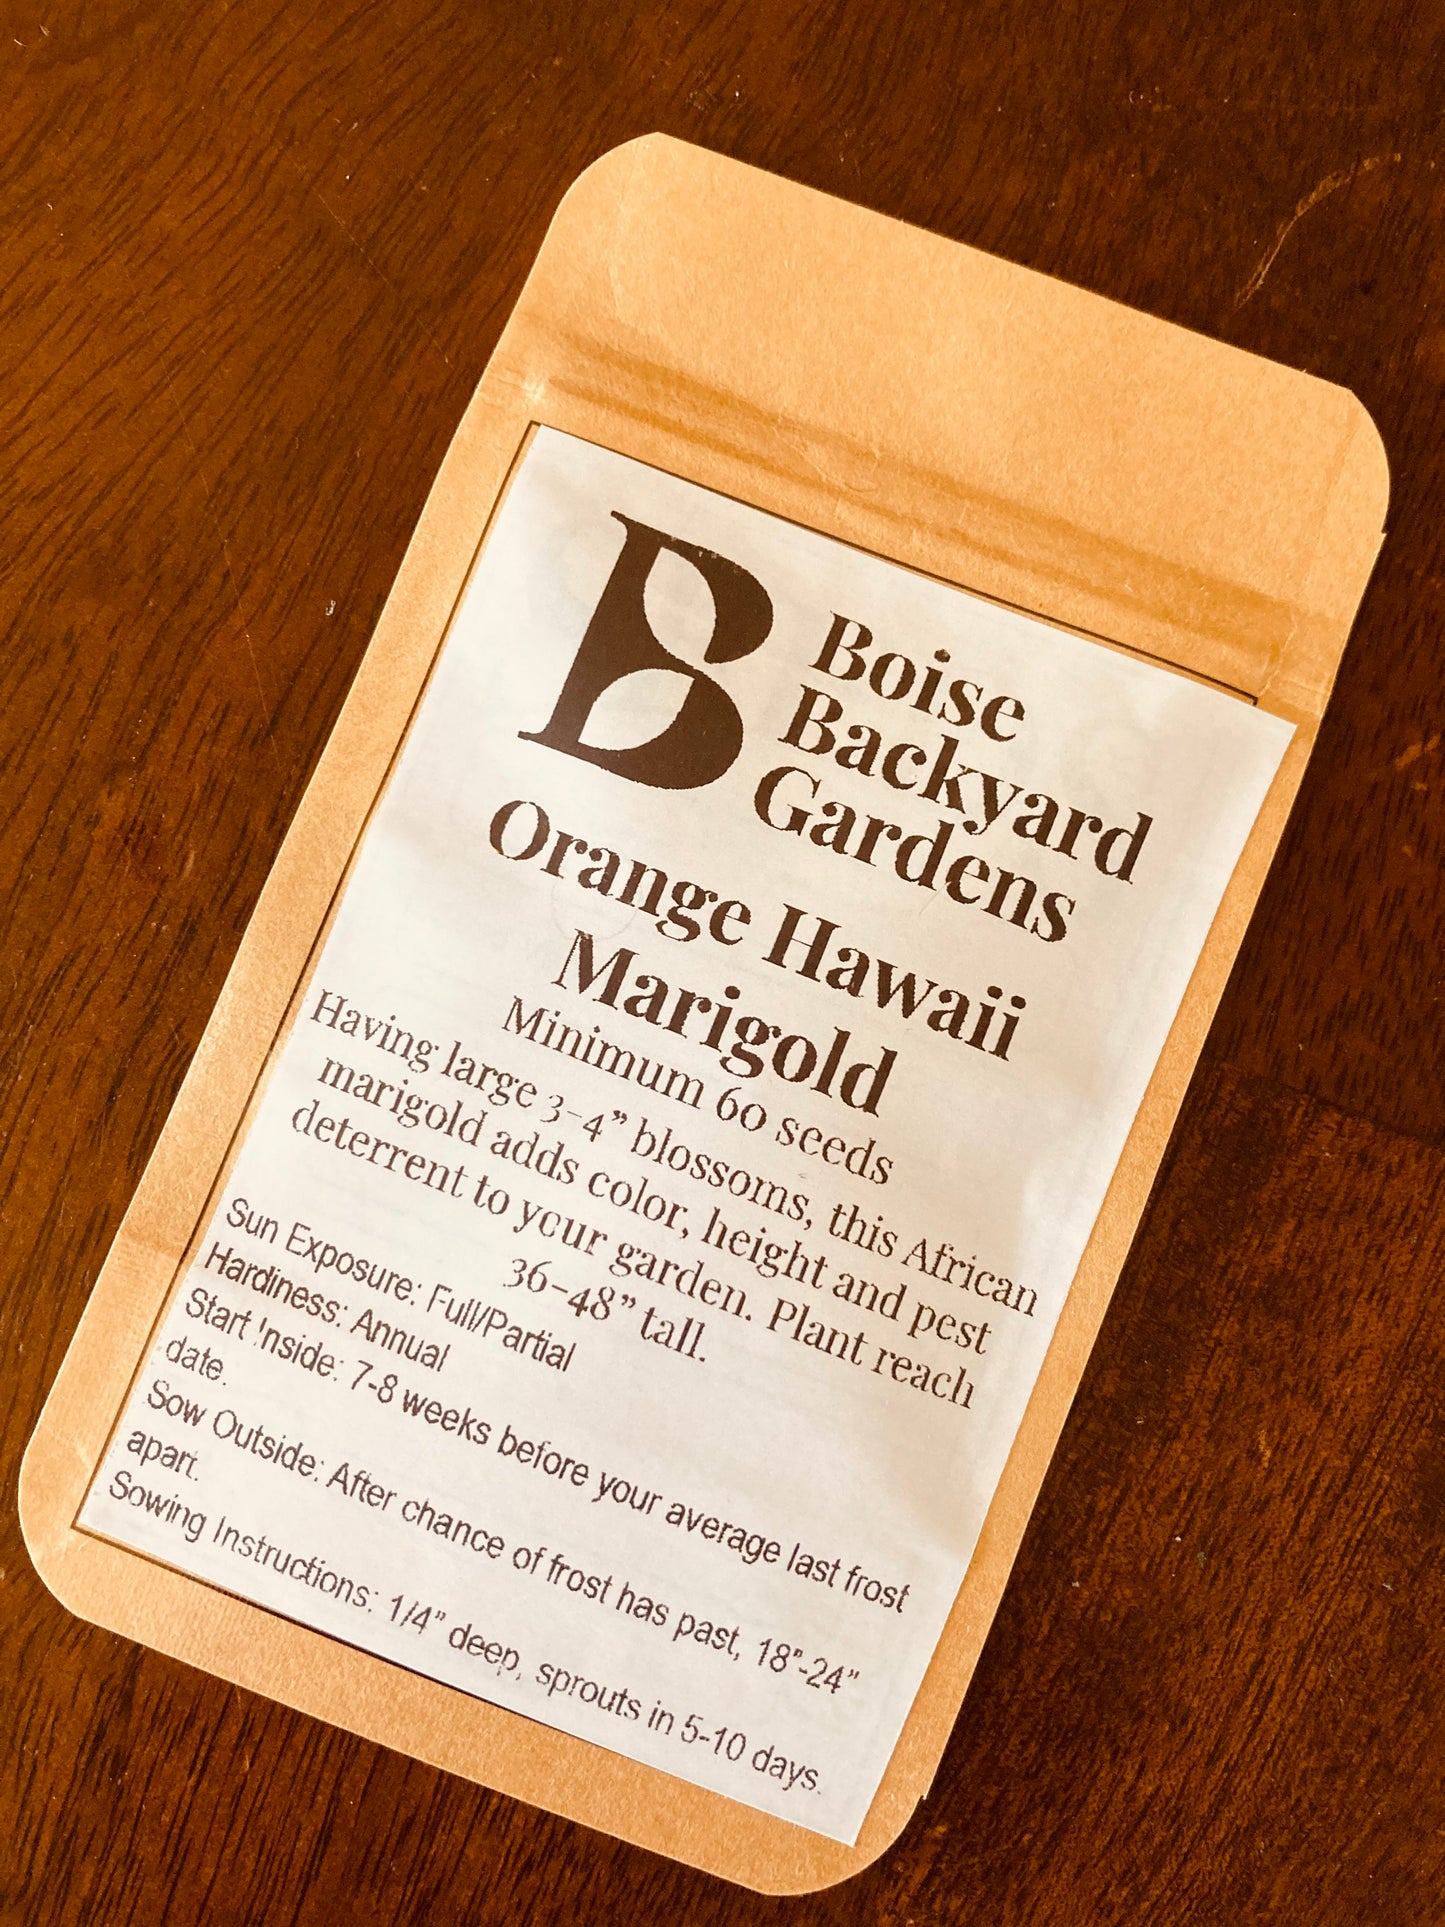 B
Boise
Backyard
Gardens
Orange Hawaii
Marigold
Minimum 60 seeds
Having large 3-4” blossoms, this African
marigold adds color, height and pest
deterrent to your garden. Plant reach
36-48” tall.
Sun Exposure: Full/Partial
Hardiness: Annual
Start Inside: 7-8 weeks before your average last frost
date.
Sow Outside: After chance of frost has past, 18"-24"
apart.
Sowing Instructions: 1/4" deep, sprouts in 5-10 days.